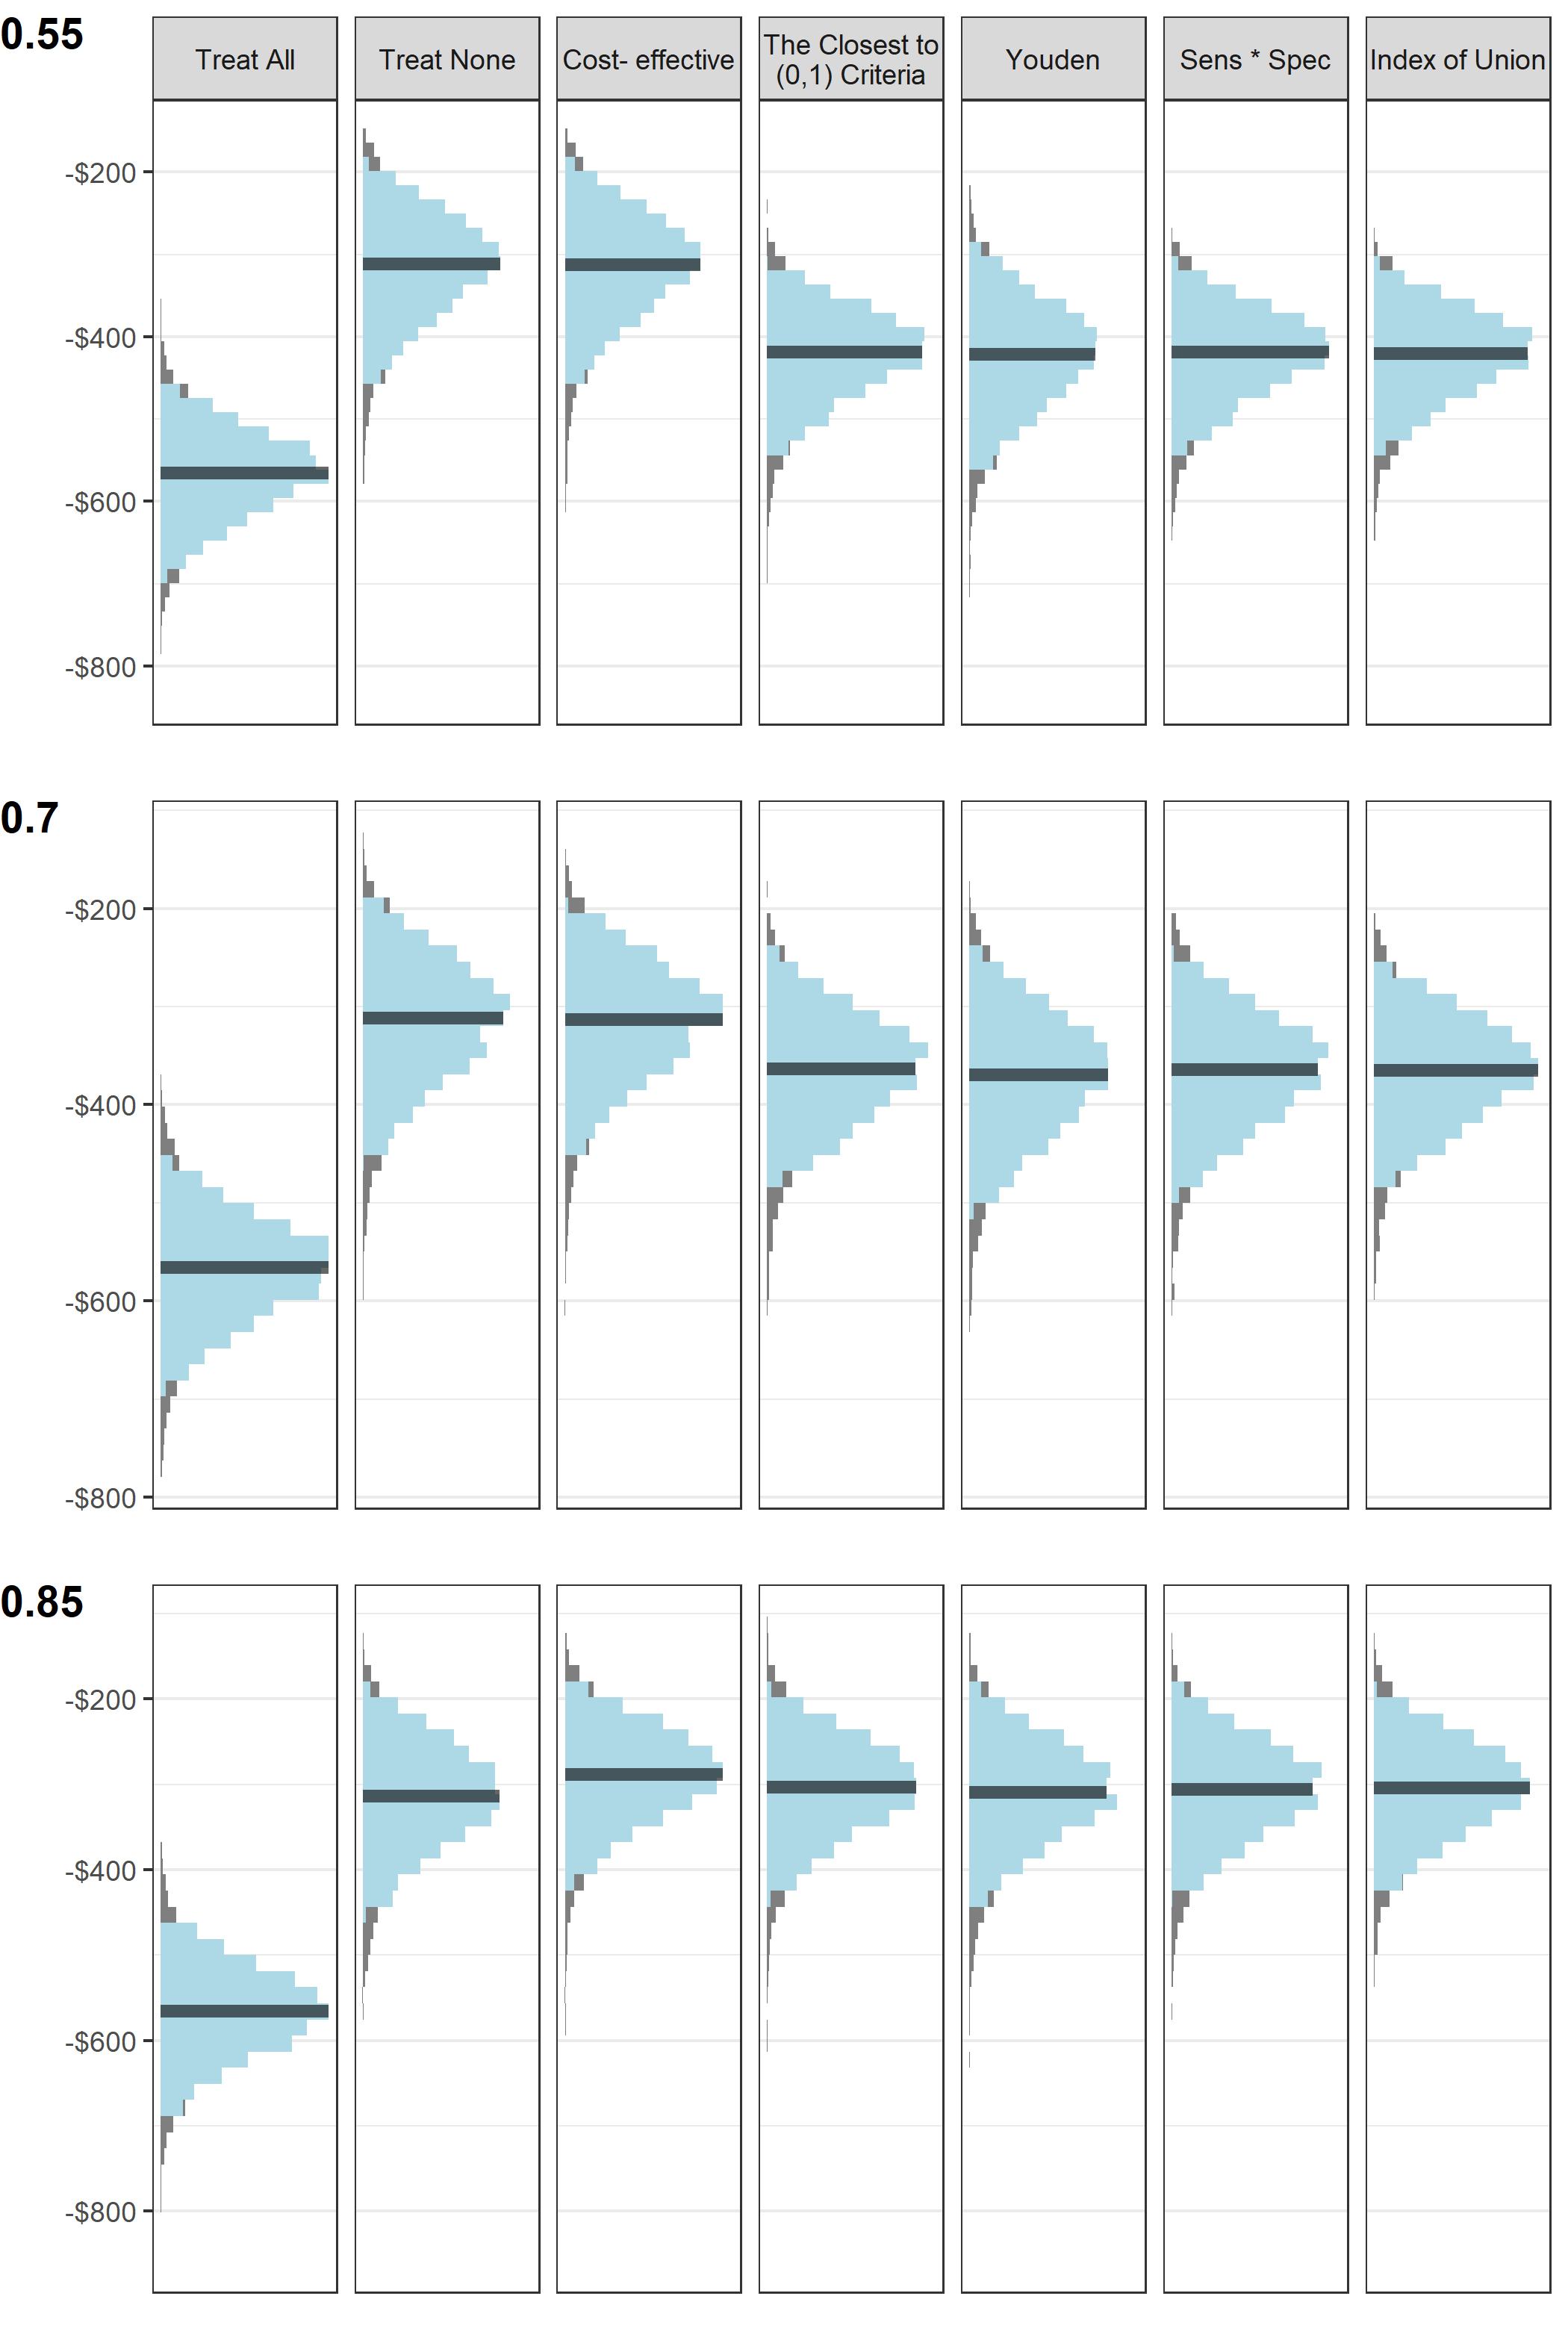 0.55
Treat All
Treat None
Cost- effective
The Closest to
(0,1) Criteria
Youden
Sens * Spec
Index of Union
-$200
-$400
-$600
-$800
0.7
-$200
-$400
-$600
-$800
0.85
-$200
-$400
-$600
-$800